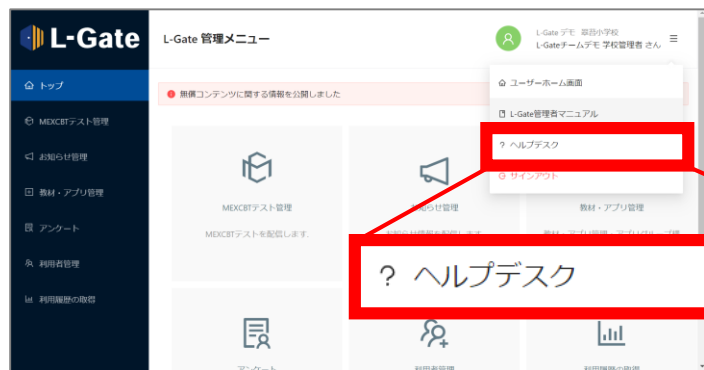 L-Gate
L-Gate 管理メニュー
L-Gate デモ
L-Gateチームデモ 学校管理者 さん
トップ
MEXCBTテスト管理
お知らせ管理
教材・アプリ管理
アンケート
利用者管理
利用履歴の取得
無償コンテンツに関する情報を公開しました
ユーザーホーム画面
L-Gate管理者マニュアル
? ヘルプデスク
サインアウト
MEXCBTテスト管理
MEXCBTテストを配信します。
お知らせ管理
教材・アプリ管理
? ヘルプデスク
アンケート
利用者管理
利用履歴の取得